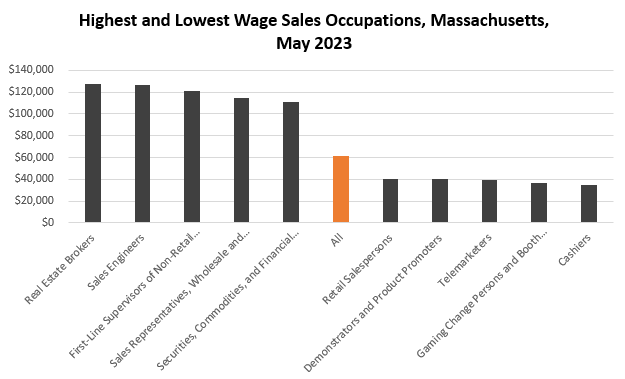 Highest and Lowest Wage Sales Occupations, Massachusetts,
May 2023
$140,000
$120,000
$100,000
$80,000
$60,000
$40,000
$20,000
$0
Real Estate Brokers
Sales Engineers
First-Line Supervisors of Non-Retail...
Sales Representatives, Wholesale and...
Securities, Commodities, and Financial...
All
Retail Salespersons
Demonstrators and Product Promoters
Telemarketers
Gaming Change Persons and Booth...
Cashiers